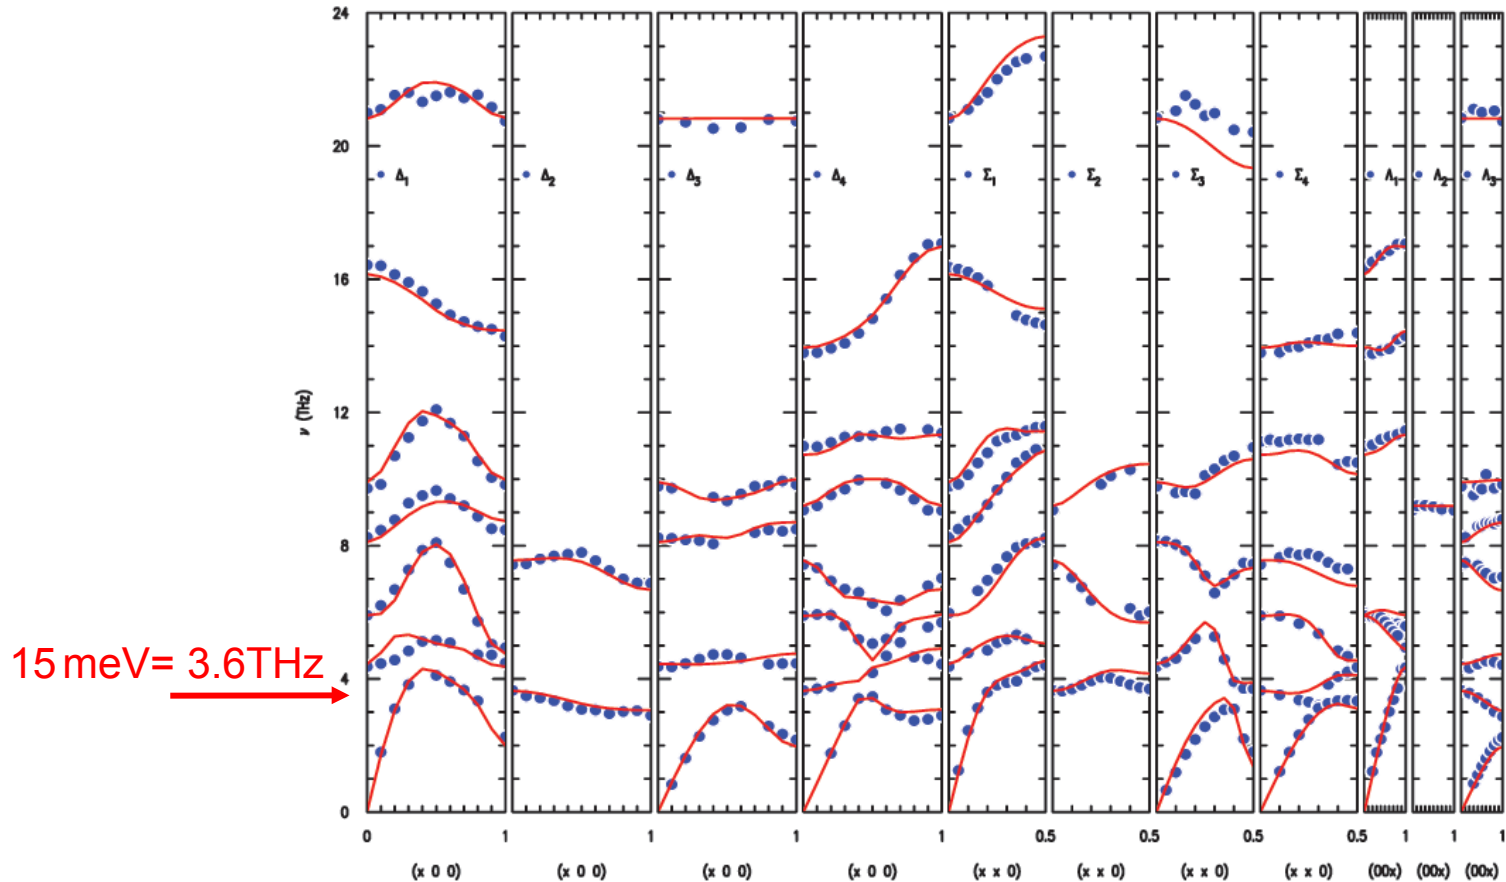 24
20
16
12
8
4
0
ν (THz)
Δ₁ Δ₂ Δ₃ Δ₄ Σ₁ Σ₂ Σ₃ Σ₄ Λ₁ Λ₂ Λ₃
15 meV= 3.6THz
0 1 1 1 1 0.5 0.5 0.5 0.5 1 1 1
(x 0 0) (x 0 0) (x 0 0) (x 0 0) (x x 0) (x x 0) (x x 0) (x x 0) (00x) (00x) (00x)